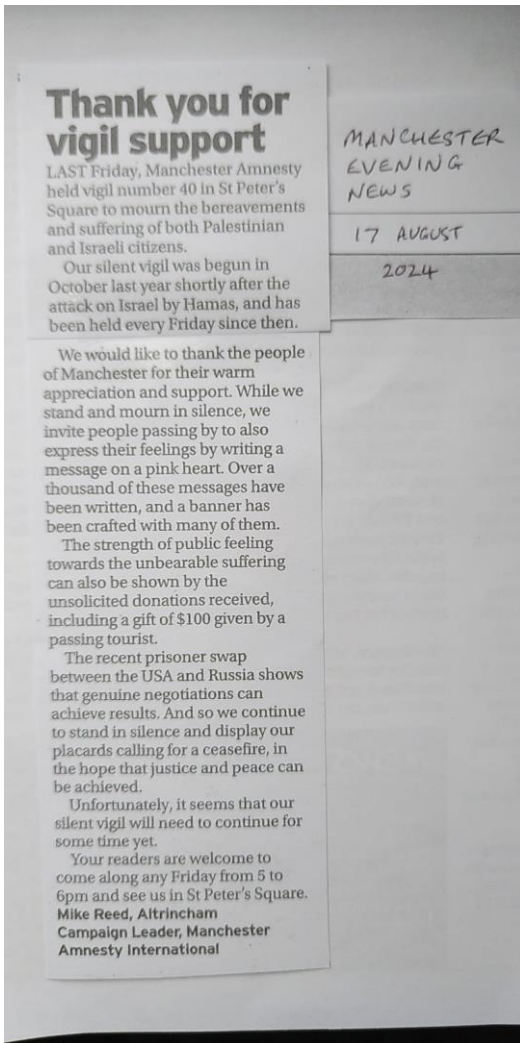 Thank you for
vigil support
LAST Friday, Manchester Amnesty
held vigil number 40 in St Peter's
Square to mourn the bereavements
and suffering of both Palestinian
and Israeli citizens.
Our silent vigil was begun in
October last year shortly after the
attack on Israel by Hamas, and has
been held every Friday since then.
We would like to thank the people
of Manchester for their warm
appreciation and support. While we
stand and mourn in silence, we
invite people passing by to also
express their feelings by writing a
message on a pink heart. Over a
thousand of these messages have
been written, and a banner has
been crafted with many of them.
The strength of public feeling
towards the unbearable suffering
can also be shown by the
unsolicited donations received,
including a gift of $100 given by a
passing tourist.
The recent prisoner swap
between the USA and Russia shows
that genuine negotiations can
achieve results. And so we continue
to stand in silence and display our
placards calling for a ceasefire, in
the hope that justice and peace can
be achieved.
Unfortunately, it seems that our
silent vigil will need to continue for
some time yet.
Your readers are welcome to
come along any Friday from 5 to
6pm and see us in St Peter's Square.
Mike Reed, Altrincham
Campaign Leader, Manchester
Amnesty International
MANCHESTER
EVENING
NEWS
17 AUGUST
2024